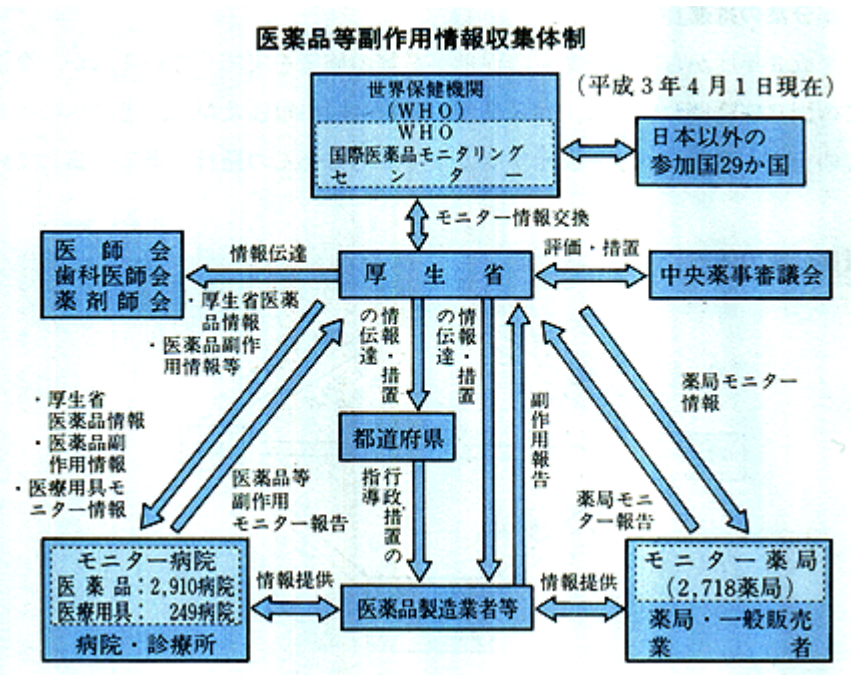 医薬品等副作用情報収集体制
(平成3年4月1日現在)
世界保健機関
(WHO)
WHO
国際医薬品モニタリング
センター
日本以外の
参加国29か国
モニター情報交換
医師会
歯科医師会
薬剤師会
情報伝達
厚生省
評価・措置
中央薬事審議会
・厚生省医薬
品情報
・医薬品副作
用情報等
情報・措置
の伝達
情報・措置
の伝達
副作用報告
薬局モニター
情報
・厚生省
医薬品情報
・医薬品副
作用情報
・医療用具モ
ニター情報
都道府県
医薬品等
副作用
モニター報告
行政措置の
指導
薬局モニ
ター報告
モニター病院
医薬品:2,910病院
医療用具: 249病院
病院・診療所
情報提供
医薬品製造業者等
情報提供
モニター薬局
(2,718薬局)
薬局・一般販売
業者